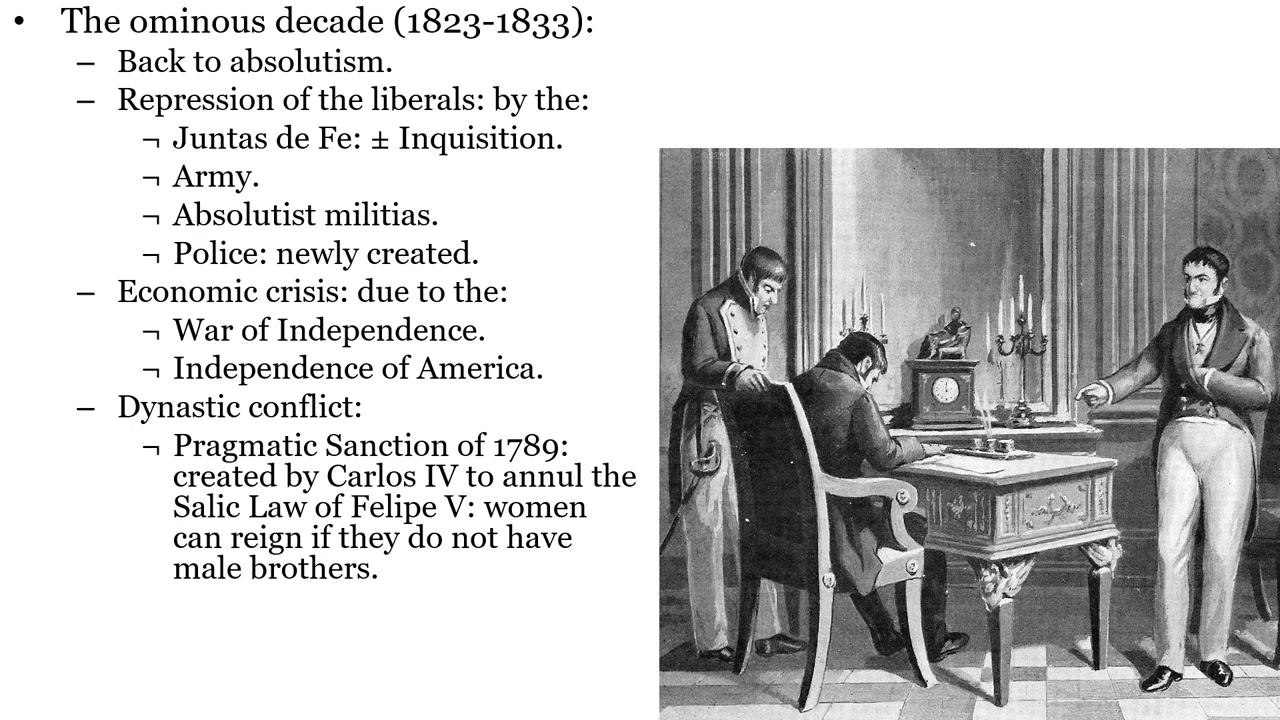 • The ominous decade (1823-1833):
– Back to absolutism.
– Repression of the liberals: by the:
¬ Juntas de Fe: ± Inquisition.
¬ Army.
¬ Absolutist militias.
¬ Police: newly created.
– Economic crisis: due to the:
¬ War of Independence.
¬ Independence of America.
– Dynastic conflict:
¬ Pragmatic Sanction of 1789:
created by Carlos IV to annul the
Salic Law of Felipe V: women
can reign if they do not have
male brothers.